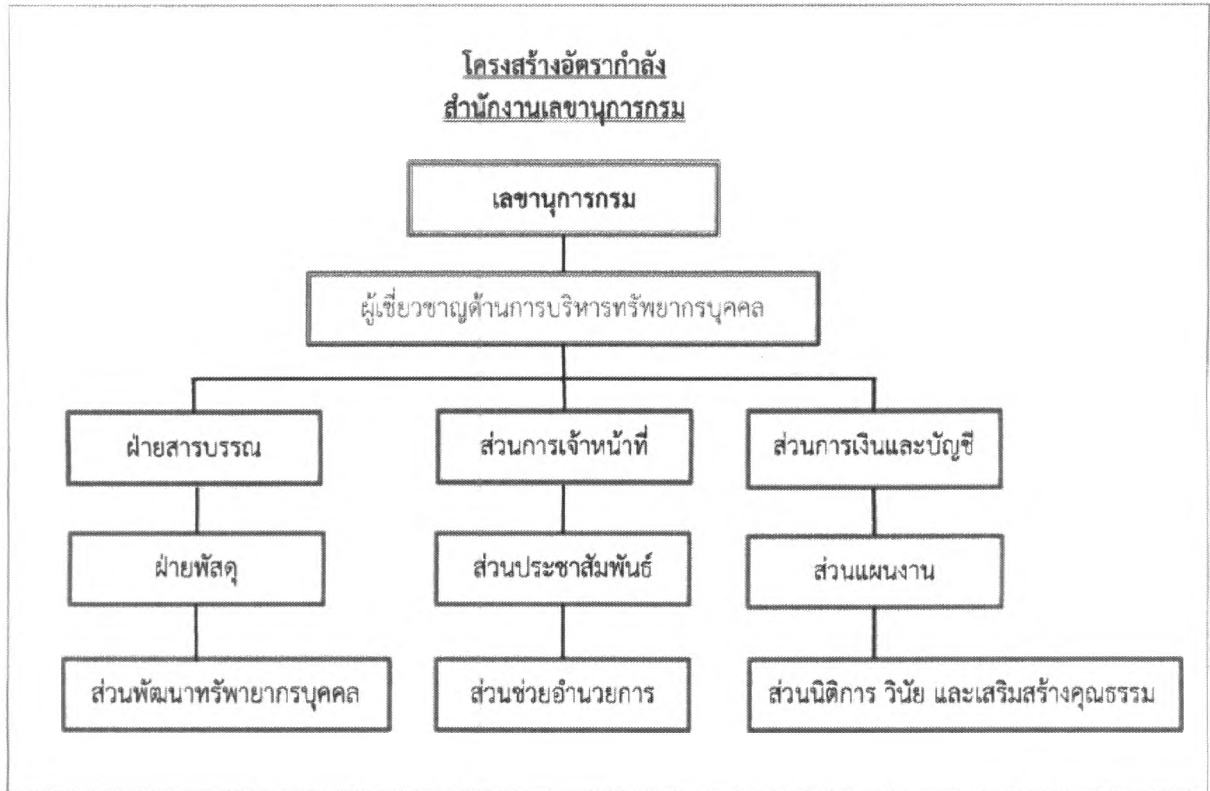 โครงสร้างอัตรากำลัง
สำนักงานเลขานุการกรม
เลขานุการกรม
ผู้เชี่ยวชาญด้านการบริหารทรัพยากรบุคคล
ฝ่ายสารบรรณ
ส่วนการเจ้าหน้าที่
ส่วนการเงินและบัญชี
ฝ่ายพัสดุ
ส่วนประชาสัมพันธ์
ส่วนแผนงาน
ส่วนพัฒนาทรัพายากรบุคคล
ส่วนช่วยอำนวยการ
ส่วนนิติการ วินัย และเสริมสร้างคุณธรรม